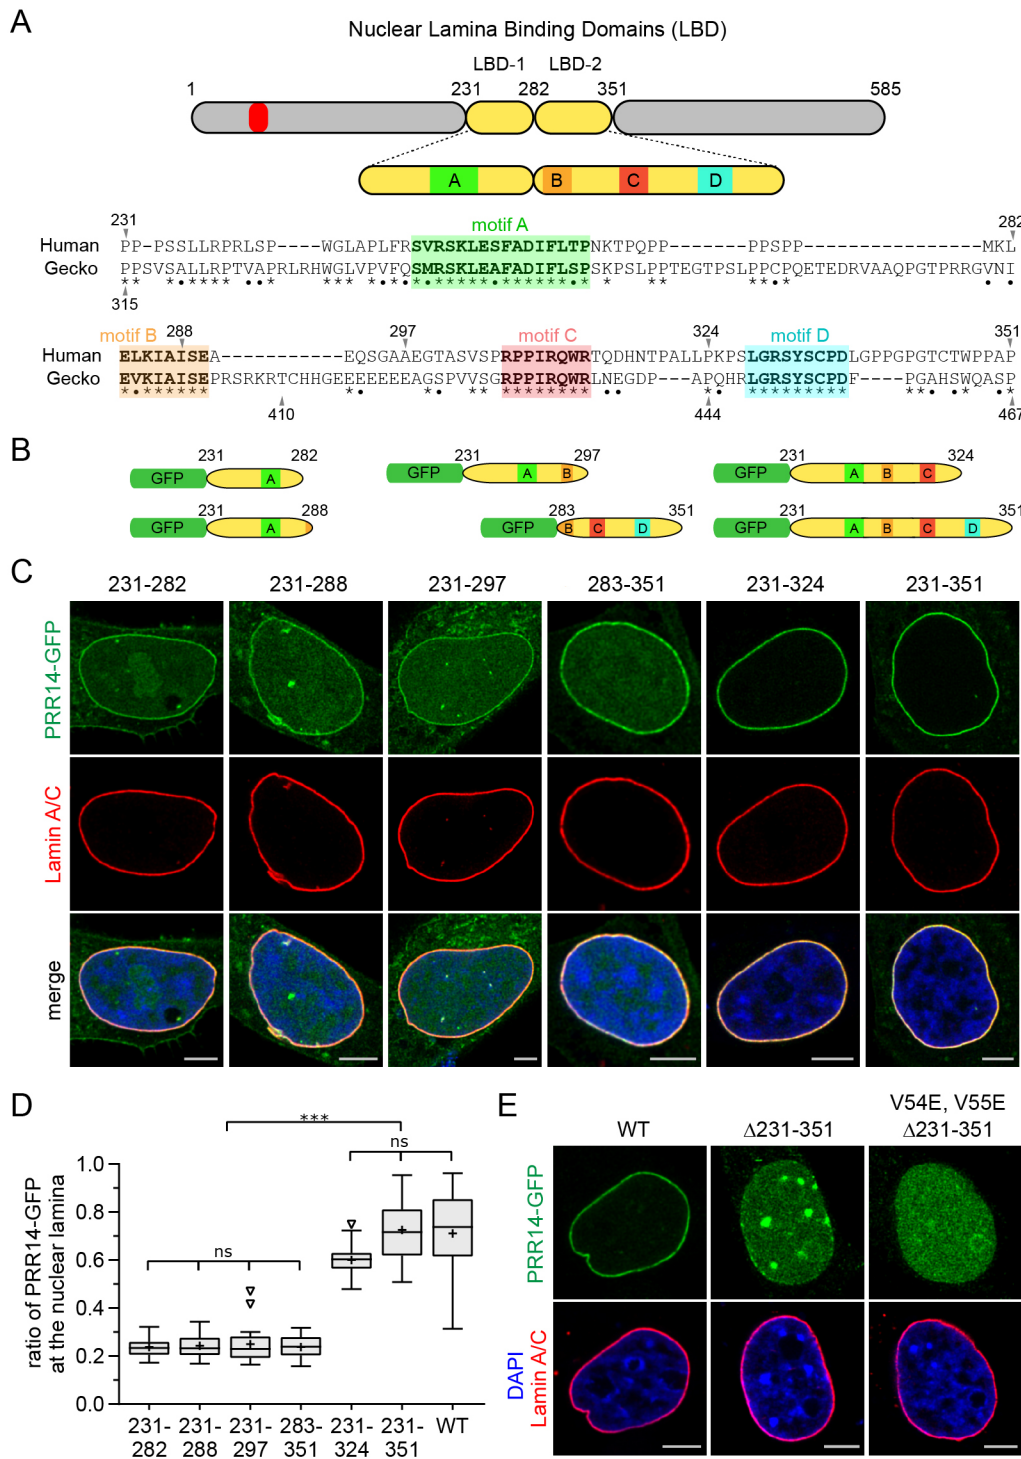 A
Nuclear Lamina Binding Domains (LBD)
LBD-1 LBD-2
1 231 282 351 585
A B C D
231 motif A 282
Human PP-PSSLLRPRLSP----WGLAPLFRSVRSKLESFADIFLTPNKTPQPP-------PPSPP-------------MKL
Gecko PPSVSALLRPTVAPRLRHWGLVPVFQSMRSKLEAFADIFLSPSKPSLPPTEGTPSLPPCPQETEDRVAAQPGTPRRGVNI
315
motif B 288 297 motif C 324 motif D 351
Human ELKIAISEA-----------EQSGAAEGTASVSPRPPIRQWRTQDHNTPALLPKPSLGRSYSCPDLGPPGPGTCTWPPAP
Gecko EVKIAISEPRSRKRTCHHGEEEEEEEAGSPVVSGRPPIRQWRLNEGDP--APQHRLGRSYSCPDF-----PGAHSWQASP
410 444 467
B
231 282 231 297 231 324
GFP A GFP A B GFP A B C
231 288 283 351 231 351
GFP A GFP B C D GFP A B C D
C
231-282 231-288 231-297 283-351 231-324 231-351
PRR14-GFP
Lamin A/C
merge
D
***
ns
ns
ratio of PRR14-GFP
at the nuclear lamina
1.0
0.8
0.6
0.4
0.2
0.0
231-282 231-288 231-297 283-351 231-324 231-351 WT
E
WT Δ231-351 V54E, V55E Δ231-351
PRR14-GFP
DAPI Lamin A/C